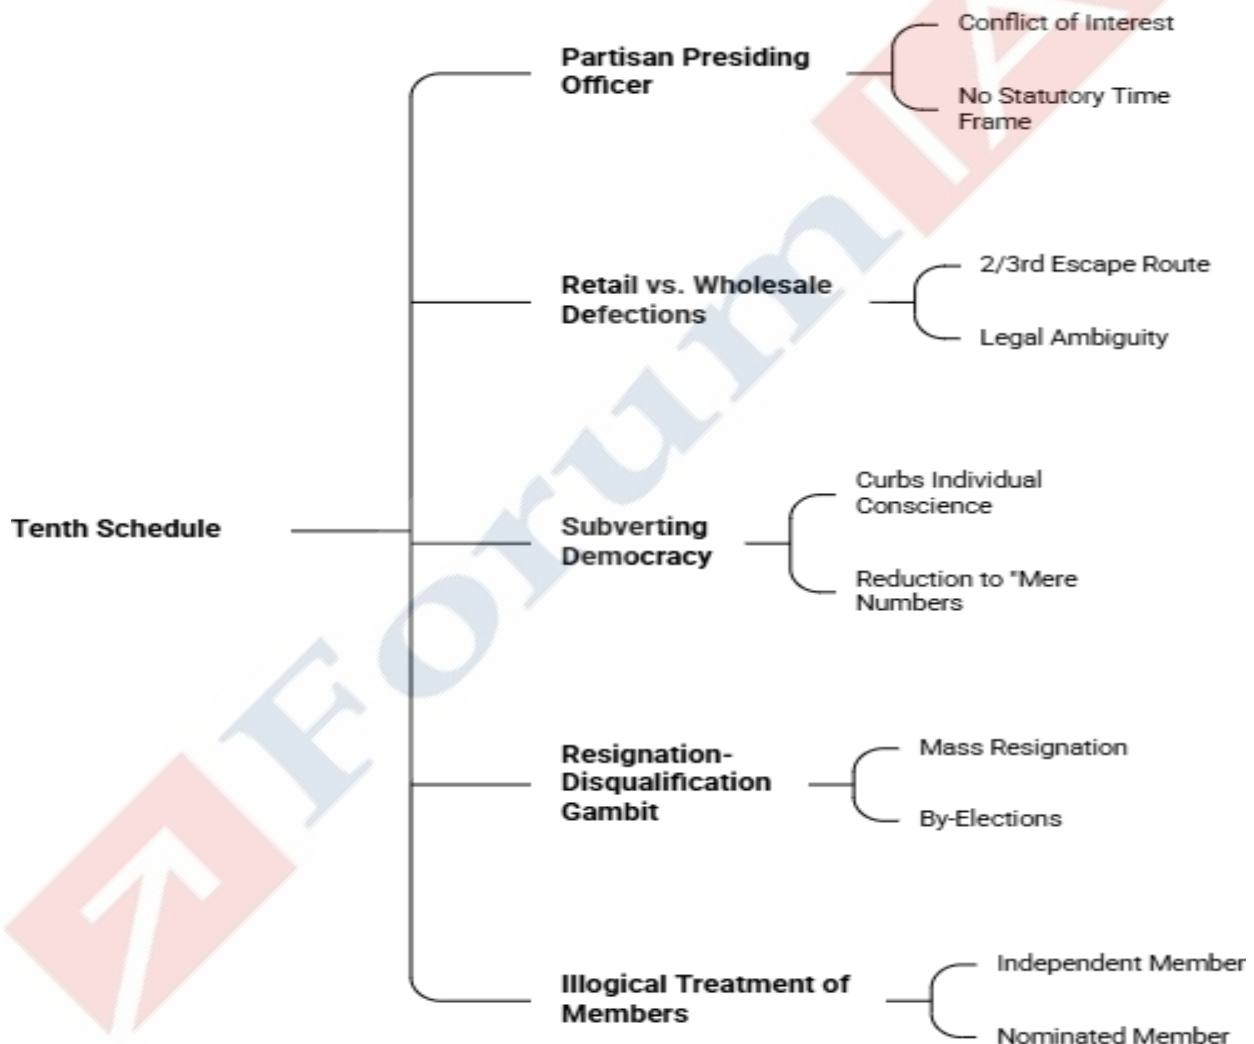 Tenth Schedule
Partisan Presiding
Officer
Conflict of Interest
No Statutory Time
Frame
Retail vs. Wholesale
Defections
2/3rd Escape Route
Legal Ambiguity
Subverting
Democracy
Curbs Individual
Conscience
Reduction to "Mere
Numbers
Resignation-
Disqualification
Gambit
Mass Resignation
By-Elections
Illogical Treatment of
Members
Independent Member
Nominated Member
Forum